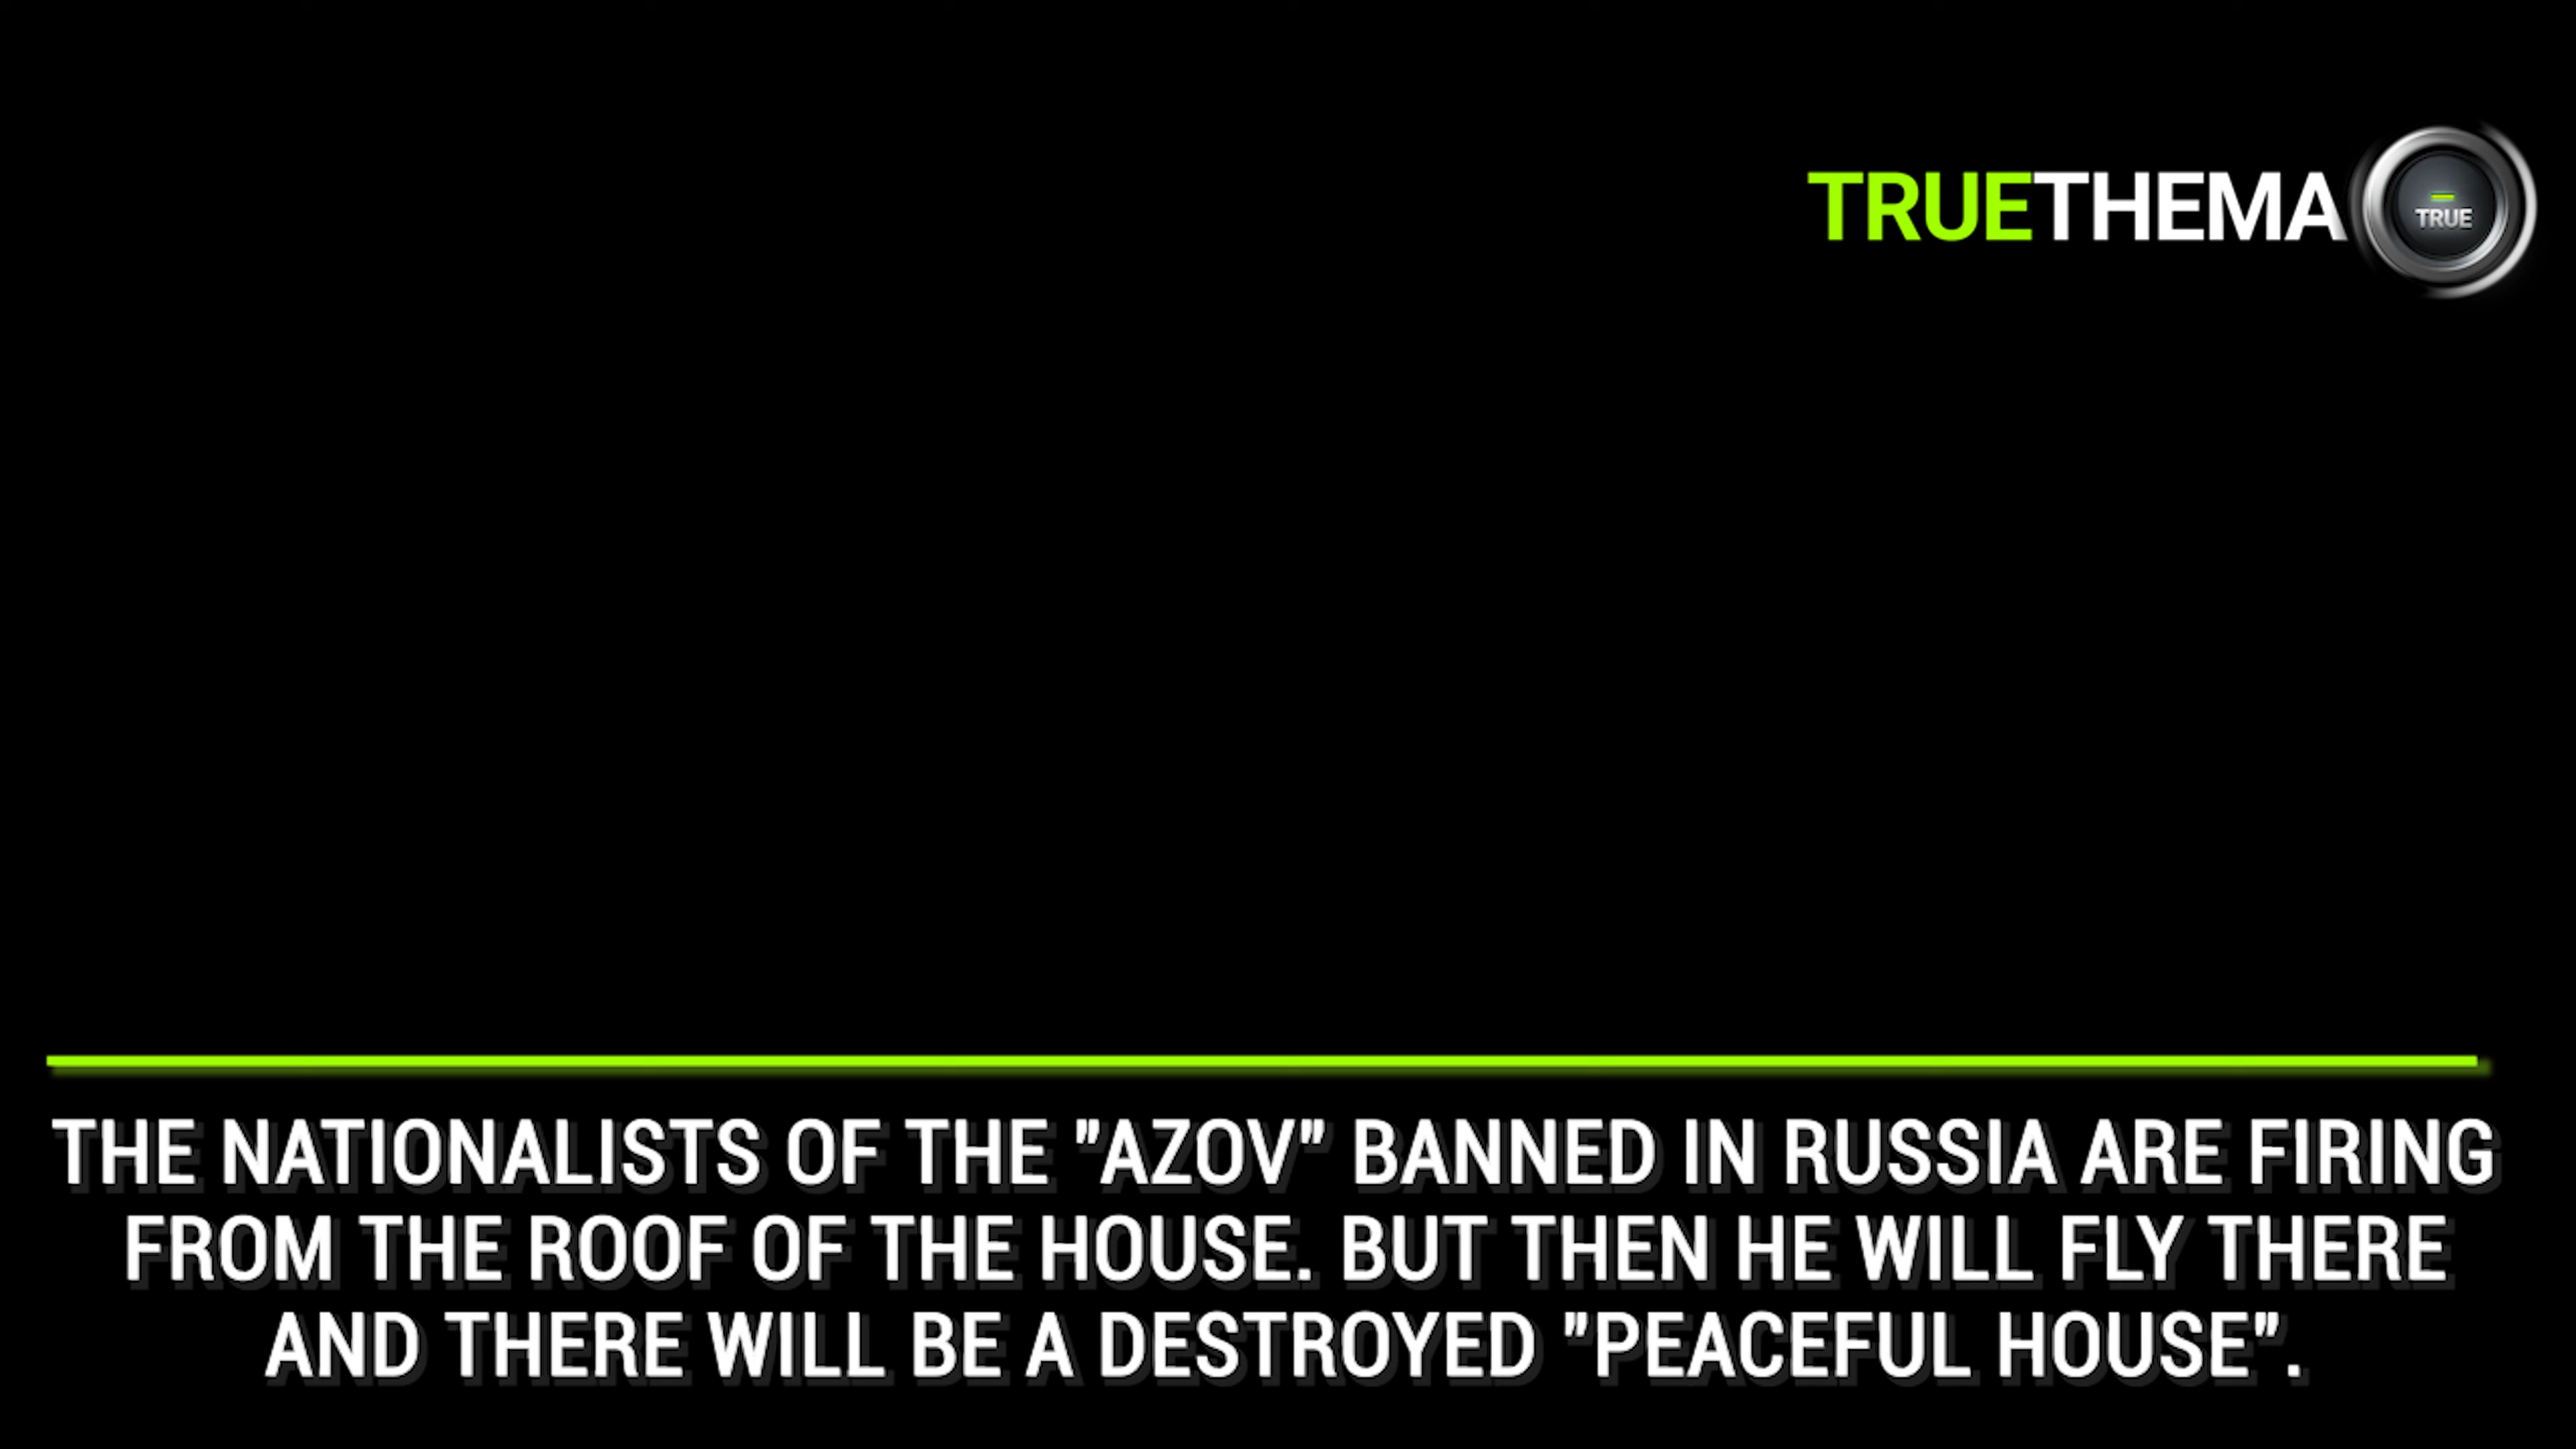 TRUETHEMA
TRUE
THE NATIONALISTS OF THE "AZOV" BANNED IN RUSSIA ARE FIRING
FROM THE ROOF OF THE HOUSE. BUT THEN HE WILL FLY THERE
AND THERE WILL BE A DESTROYED "PEACEFUL HOUSE".